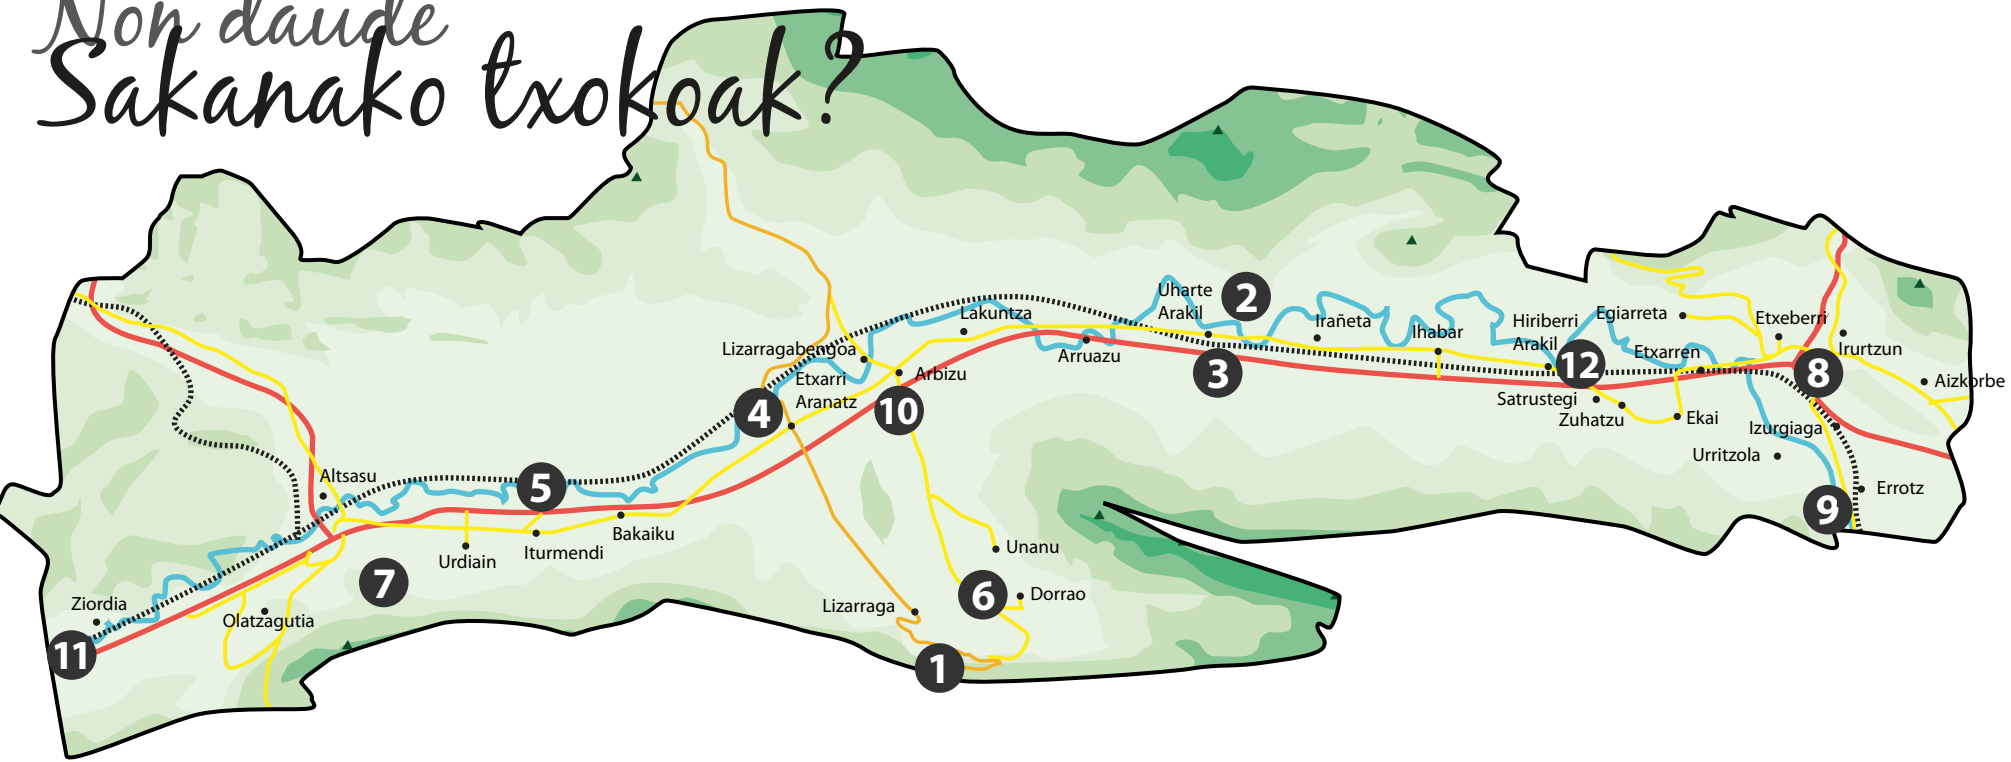 Non daude
Sakanako txokoak?
Uharte
Arakil
2
Lakuntza
Irañeta
Ihabar
Hiriberri
Arakil
Egiarreta
Etxeberri
Irurtzun
Lizarragabengoa
Arruazu
Etxarren
Arbizu
Etxarri
Aranatz
3
12
8
Aizkorbe
4
10
Satrustegi
Zuhatzu
Ekai
Izurgiaga
Urritzola
Altsasu
5
Errotz
9
Bakaiku
Iturmendi
Urdiain
Unanu
7
6
Dorrao
Ziordia
Olatzagutia
Lizarraga
11
1